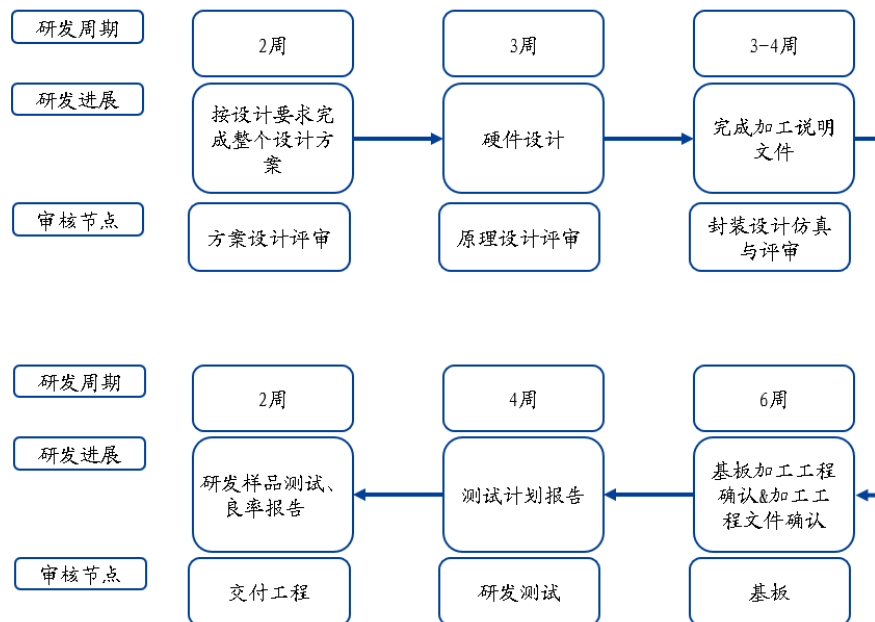 研发周期
2周
3周
3-4周
研发进展
按设计要求完
成整个设计方
案
硬件设计
完成加工说明
文件
审核节点
方案设计评审
原理设计评审
封装设计仿真
与评审
研发周期
2周
4周
6周
研发进展
研发样品测试、
良率报告
测试计划报告
基板加工工程
确认&加工工
程文件确认
审核节点
交付工程
研发测试
基板